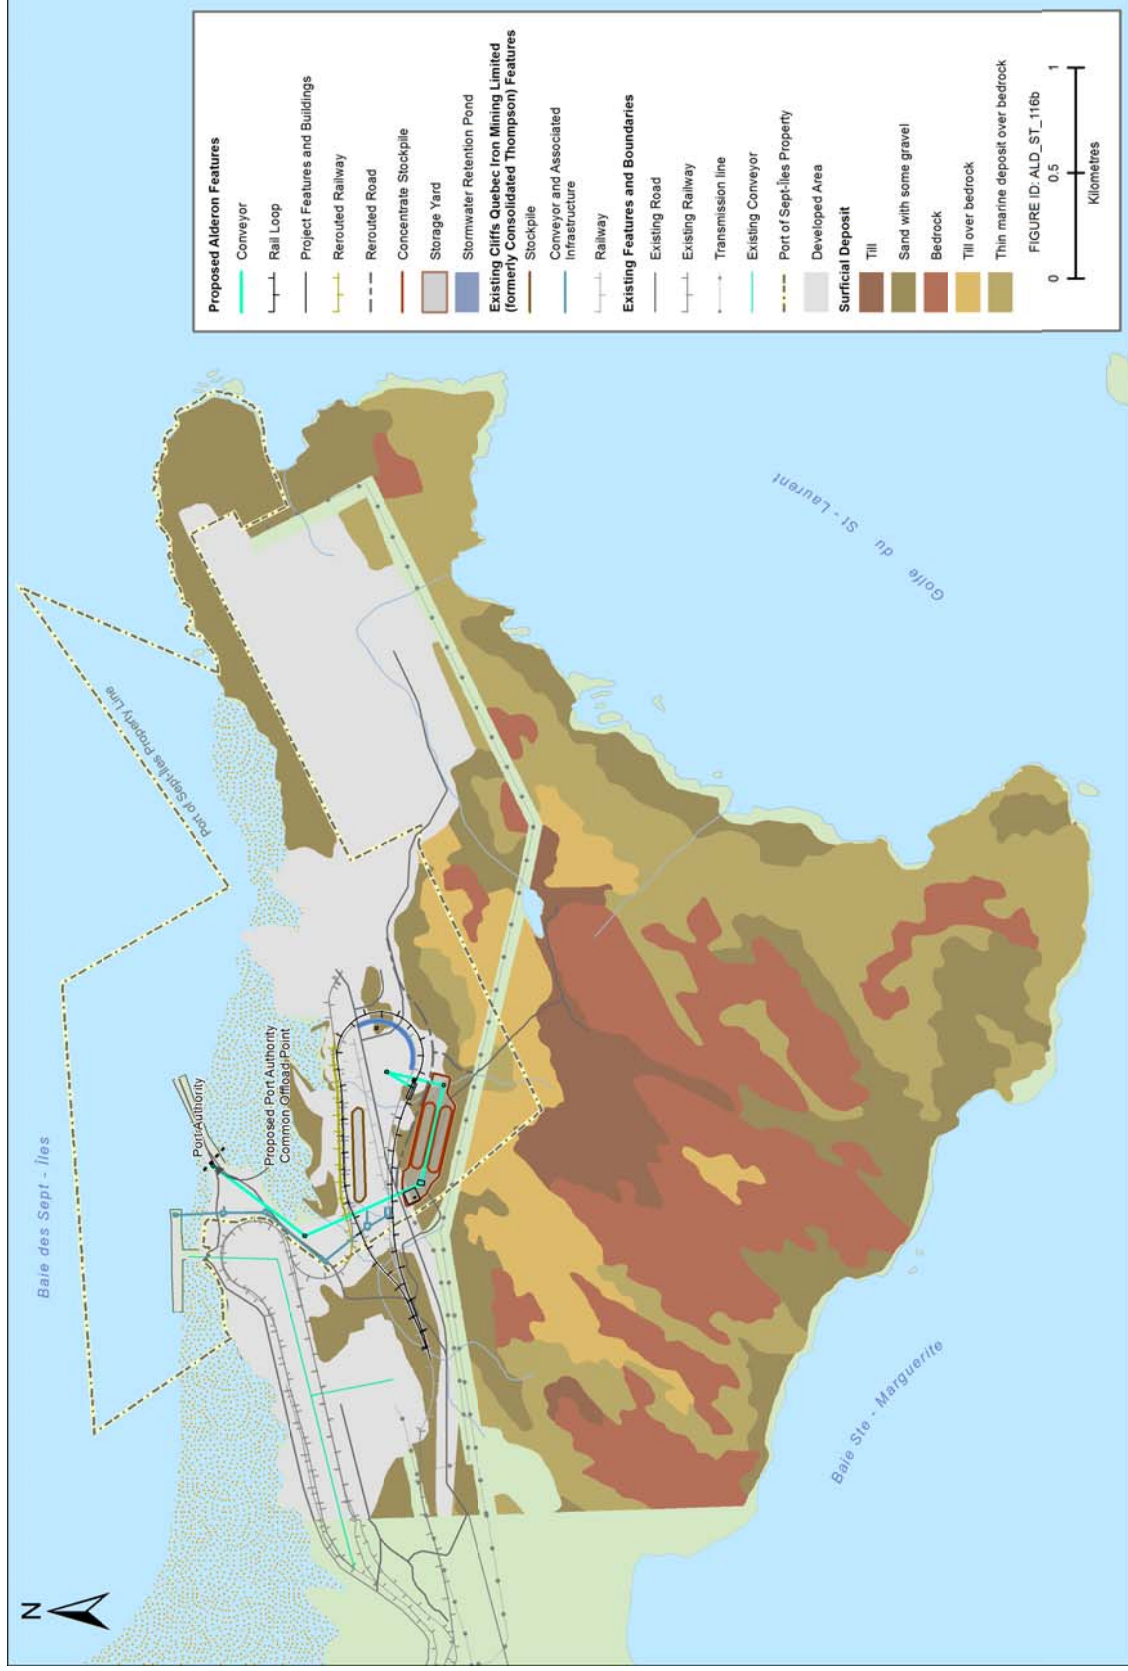 N
Baie des Sept - Îles
Port of Sept-Îles Property Line
Port Authority
Proposed Port Authority
Common Offload Point
Golfe du St - Laurent
Baie Ste - Marguerite
Proposed Alderon Features
Conveyor
Rail Loop
Project Features and Buildings
Rerouted Railway
Rerouted Road
Concentrate Stockpile
Storage Yard
Stormwater Retention Pond
Existing Cliffs Quebec Iron Mining Limited
(formerly Consolidated Thompson) Features
Stockpile
Conveyor and Associated
Infrastructure
Railway
Existing Features and Boundaries
Existing Road
Existing Railway
Transmission line
Existing Conveyor
Port of Sept-Îles Property
Developed Area
Surficial Deposit
Till
Sand with some gravel
Bedrock
Till over bedrock
Thin marine deposit over bedrock
FIGURE ID: ALD_ST_116b
0 0.5 1
Kilometres